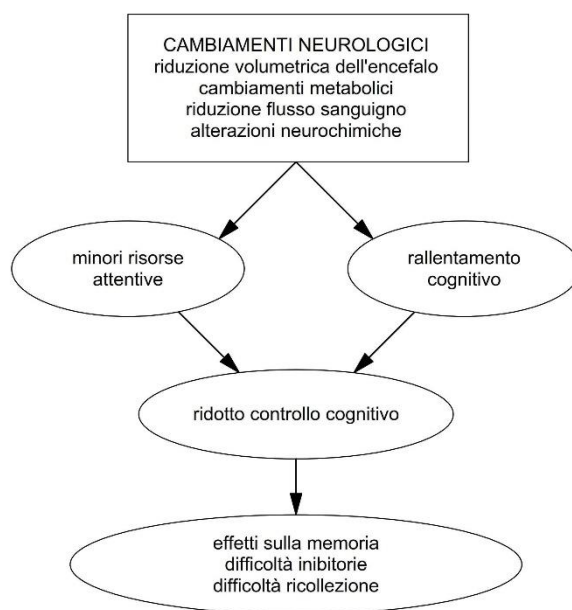 CAMBIAMENTI NEUROLOGICI
riduzione volumetrica dell'encefalo
cambiamenti metabolici
riduzione flusso sanguigno
alterazioni neurochimiche
minori risorse
attentive
rallentamento
cognitivo
ridotto controllo cognitivo
effetti sulla memoria
difficoltà inibitorie
difficoltà ricollezione